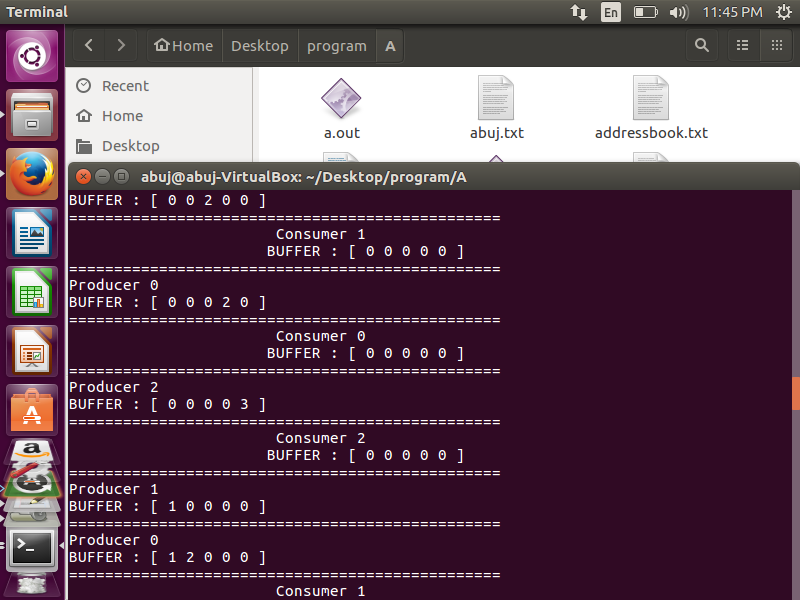 Terminal
En
11:45 PM
Home
Desktop
program
A
Recent
Home
Desktop
a.out
abuj.txt
addressbook.txt
abuj@abuj-VirtualBox: ~/Desktop/program/A
BUFFER : [ 0 0 2 0 0 ]
================================================
Consumer 1
BUFFER : [ 0 0 0 0 0 ]
================================================
Producer 0
BUFFER : [ 0 0 0 2 0 ]
================================================
Consumer 0
BUFFER : [ 0 0 0 0 0 ]
================================================
Producer 2
BUFFER : [ 0 0 0 0 3 ]
================================================
Consumer 2
BUFFER : [ 0 0 0 0 0 ]
================================================
Producer 1
BUFFER : [ 1 0 0 0 0 ]
================================================
Producer 0
BUFFER : [ 1 2 0 0 0 ]
================================================
Consumer 1